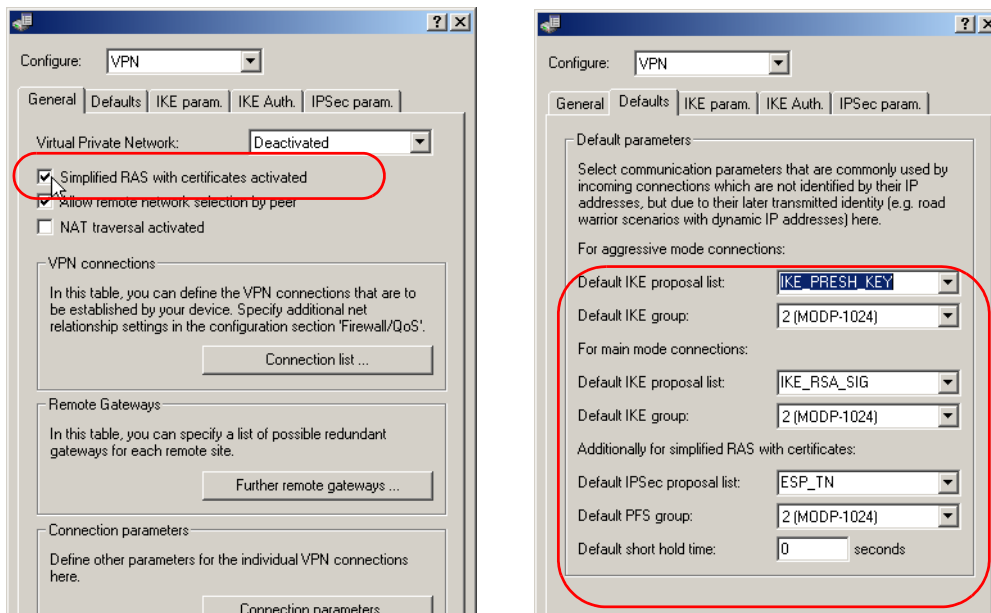 Configure: VPN
General Defaults IKE param. IKE Auth. IPSec param.
Virtual Private Network: Deactivated
Simplified RAS with certificates activated
Allow remote network selection by peer
NAT traversal activated
VPN connections
In this table, you can define the VPN connections that are to
be established by your device. Specify additional net
relationship settings in the configuration section 'Firewall/QoS'.
Connection list ...
Remote Gateways
In this table, you can specify a list of possible redundant
gateways for each remote site.
Further remote gateways ...
Connection parameters
Define other parameters for the individual VPN connections
here.
Connection parameters
Configure: VPN
General Defaults IKE param. IKE Auth. IPSec param.
Default parameters
Select communication parameters that are commonly used by
incoming connections which are not identified by their IP
addresses, but due to their later transmitted identity (e.g. road
warrior scenarios with dynamic IP addresses) here.
For aggressive mode connections:
Default IKE proposal list: IKE_PRESH_KEY
Default IKE group: 2 (MODP-1024)
For main mode connections:
Default IKE proposal list: IKE_RSA_SIG
Default IKE group: 2 (MODP-1024)
Additionally for simplified RAS with certificates:
Default IPSec proposal list: ESP_TN
Default PFS group: 2 (MODP-1024)
Default short hold time: 0 seconds